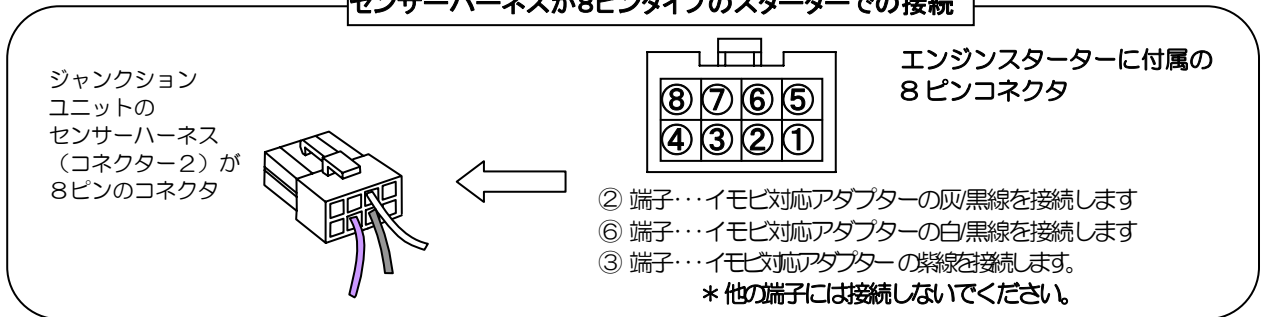 センサーハーネスが8ピンタイプのスターターでの接続
ジャンクション
ユニットの
センサーハーネス
（コネクター２）が
８ピンのコネクタ
エンジンスターターに付属の
８ピンコネクタ
⑧⑦⑥⑤
④③②①
② 端子･･･イモビ対応アダプターの灰/黒線を接続します
⑥ 端子･･･イモビ対応アダプターの白/黒線を接続します
③ 端子･･･イモビ対応アダプター の紫線を接続します。
＊他の端子には接続しないでください。